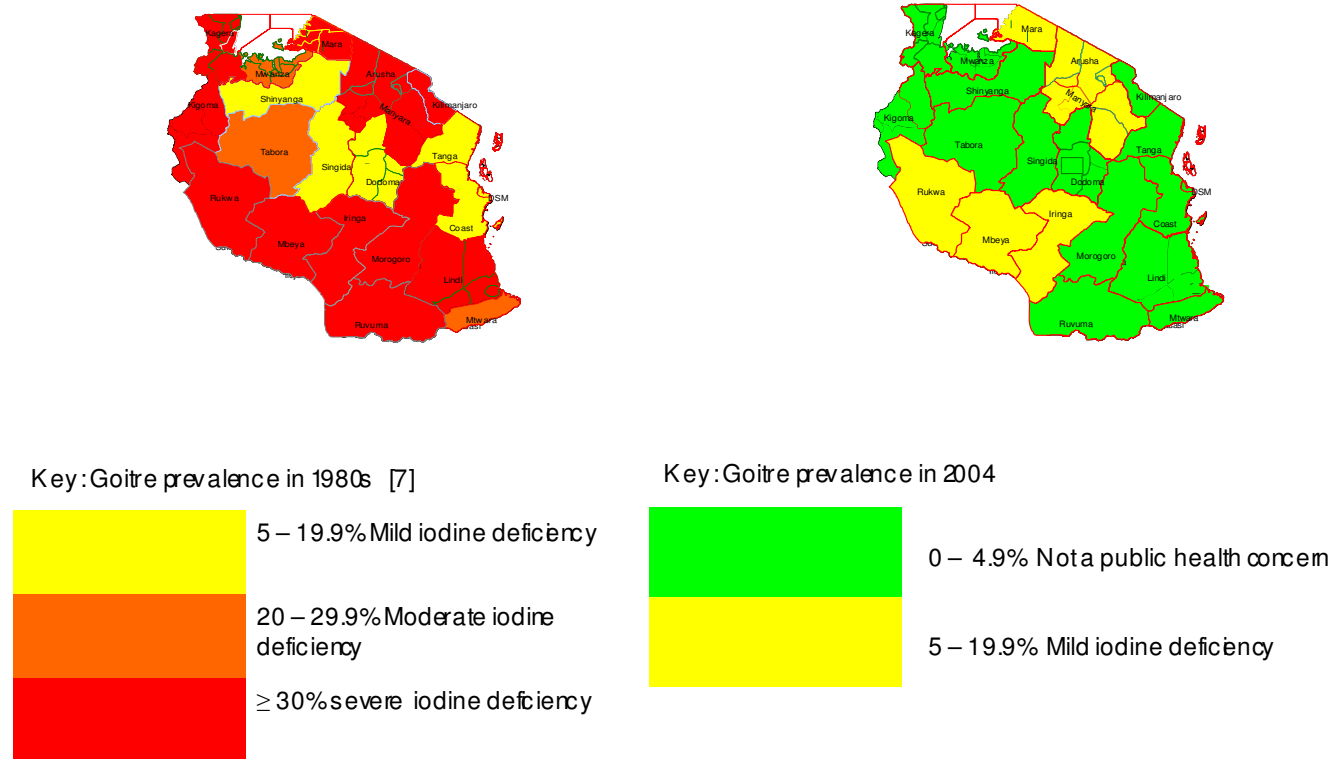 Kagera
Mara
Mwanza
Arusha
Shinyanga
Kilimanjaro
Kigoma
Manyara
Tabora
Tanga
Singida
Dodoma
Rukwa
DSM
Iringa
Coast
Mbeya
Morogoro
Lindi
Mtwara
Ruvuma
Mara
Kagera
Mwanza
Arusha
Shinyanga
Manyara
Kilimanjaro
Kigoma
Tabora
Tanga
Singida
Dodoma
Rukwa
DSM
Iringa
Coast
Mbeya
Morogoro
Lindi
Mtwara
Ruvuma
Key: Goitre prevalence in 1980s [7]
5 – 19.9% Mild iodine deficiency
20 – 29.9% Moderate iodine
deficiency
≥ 30% severe iodine deficiency
Key: Goitre prevalence in 2004
0 – 4.9% Not a public health concern
5 – 19.9% Mild iodine deficiency